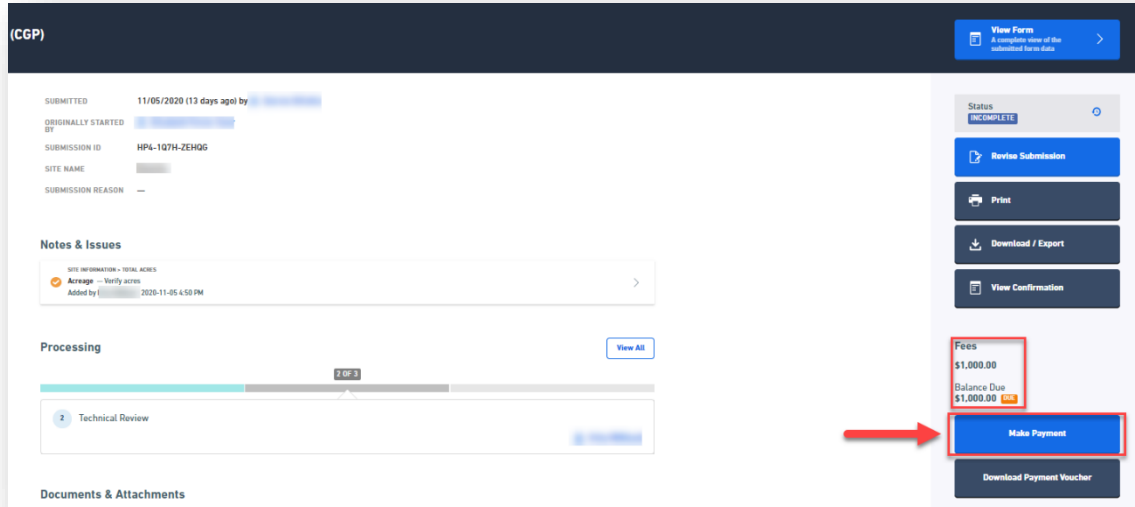 (CGP)
View Form
A complete view of the
submitted form data
SUBMITTED 11/05/2020 (13 days ago) by
ORIGINALLY STARTED
BY
SUBMISSION ID HP4-1Q7H-ZEHQG
SITE NAME
SUBMISSION REASON —
Status
INCOMPLETE
Revise Submission
Print
Download / Export
View Confirmation
Notes & Issues
SITE INFORMATION > TOTAL ACRES
Acreage — Verify acres
Added by 2020-11-05 4:50 PM
Processing
View All
2 OF 3
2 Technical Review
Fees
$1,000.00
Balance Due
$1,000.00 DUE
Make Payment
Download Payment Voucher
Documents & Attachments